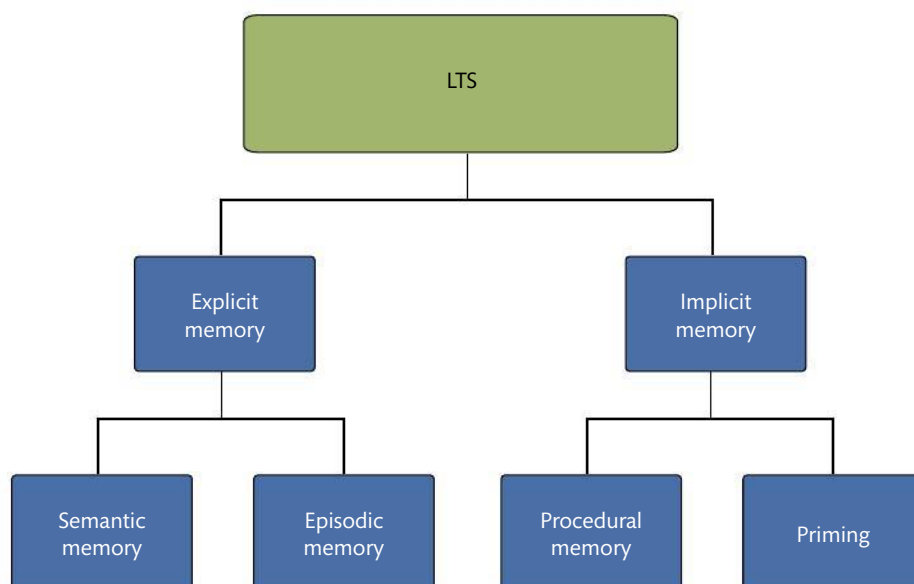 LTS
Explicit
memory
Implicit
memory
Semantic
memory
Episodic
memory
Procedural
memory
Priming